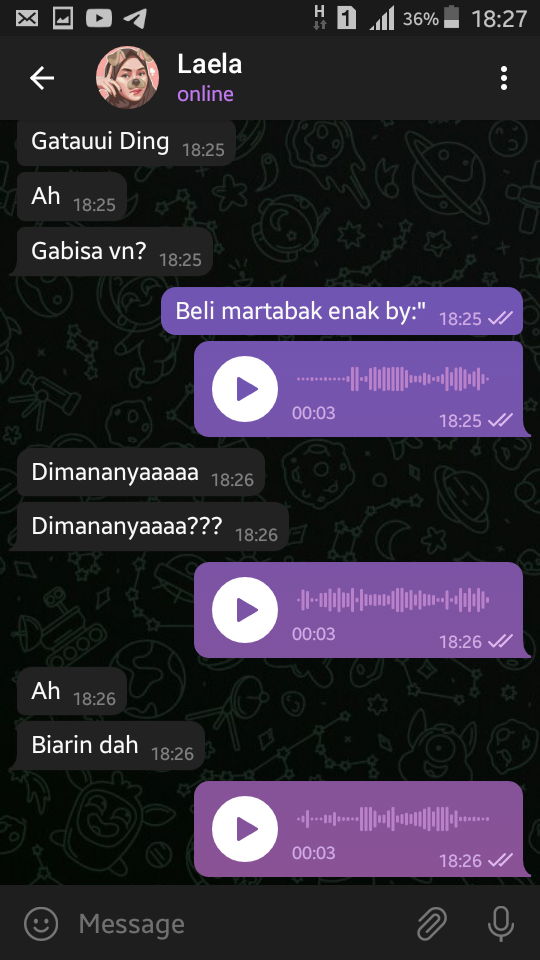 H 1 36% 18:27
Laela
online
Gatauui Ding 18:25
Ah 18:25
Gabisa vn? 18:25
Beli martabak enak by:" 18:25
00:03 18:25
Dimananyaaaaa 18:26
Dimananyaaaa??? 18:26
00:03 18:26
Ah 18:26
Biarin dah 18:26
00:03 18:26
Message